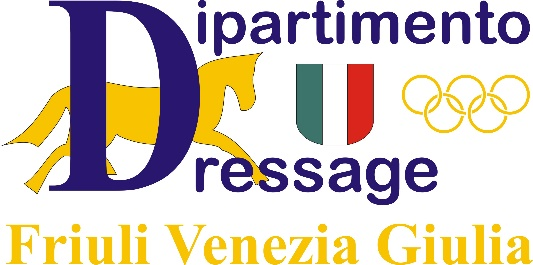 Dipartimento
Dressage
Friuli Venezia Giulia